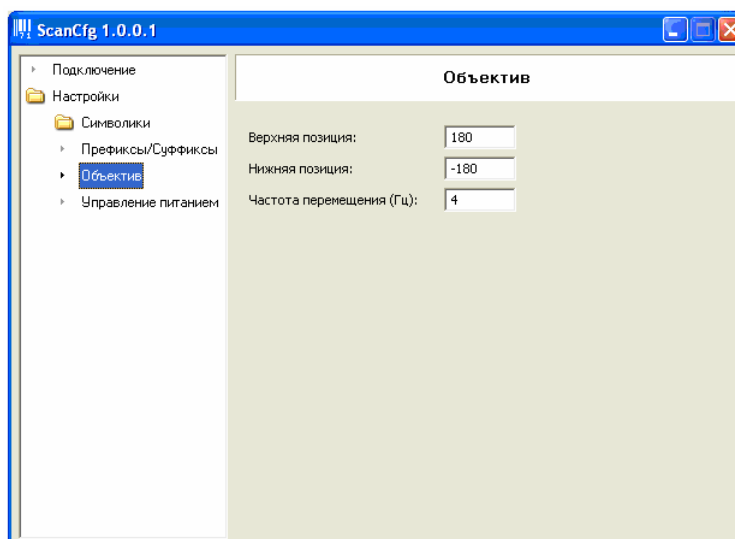 ScanCfg 1.0.0.1
Подключение
Настройки
Символики
Префиксы/Суффиксы
Объектив
Управление питанием
Объектив
Верхняя позиция: 180
Нижняя позиция: -180
Частота перемещения (Гц): 4